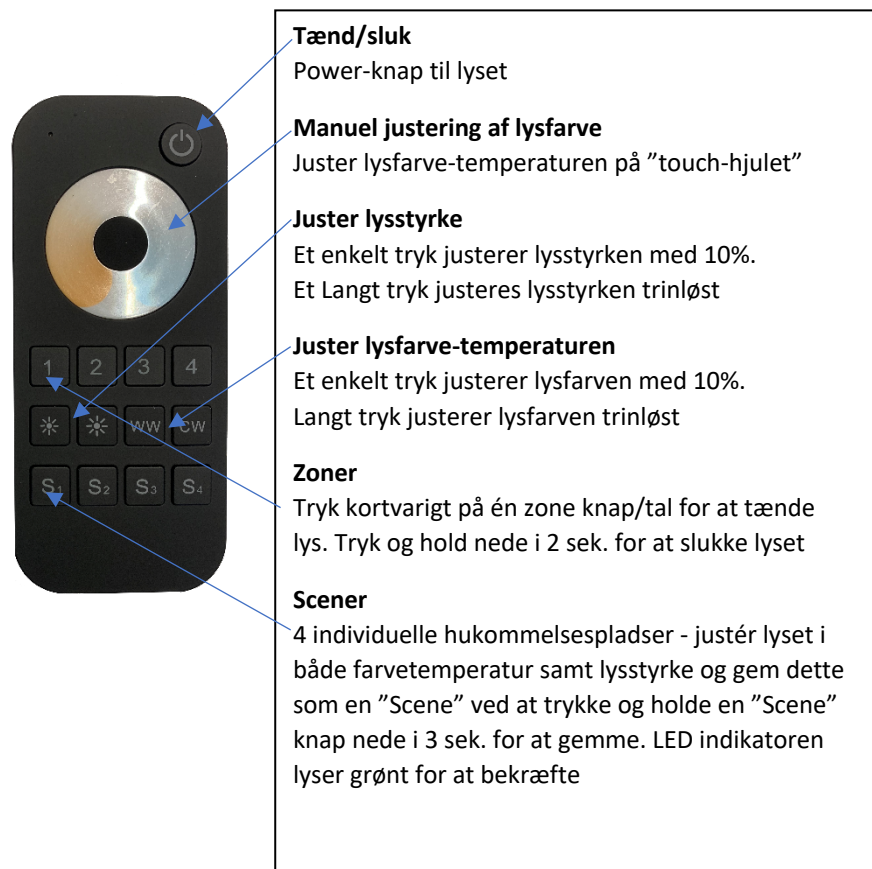 Tænd/sluk
Power-knap til lyset
Manuel justering af lysfarve
Juster lysfarve-temperaturen på ”touch-hjulet”
Juster lysstyrke
Et enkelt tryk justerer lysstyrken med 10%.
Et Langt tryk justeres lysstyrken trinløst
Juster lysfarve-temperaturen
Et enkelt tryk justerer lysfarven med 10%.
Langt tryk justerer lysfarven trinløst
Zoner
Tryk kortvarigt på én zone knap/tal for at tænde
lys. Tryk og hold nede i 2 sek. for at slukke lyset
Scener
4 individuelle hukommelsespladser - justér lyset i
både farvetemperatur samt lysstyrke og gem dette
som en ”Scene” ved at trykke og holde en ”Scene”
knap nede i 3 sek. for at gemme. LED indikatoren
lyser grønt for at bekræfte
1 2 3 4
WW CW
S1 S2 S3 S4